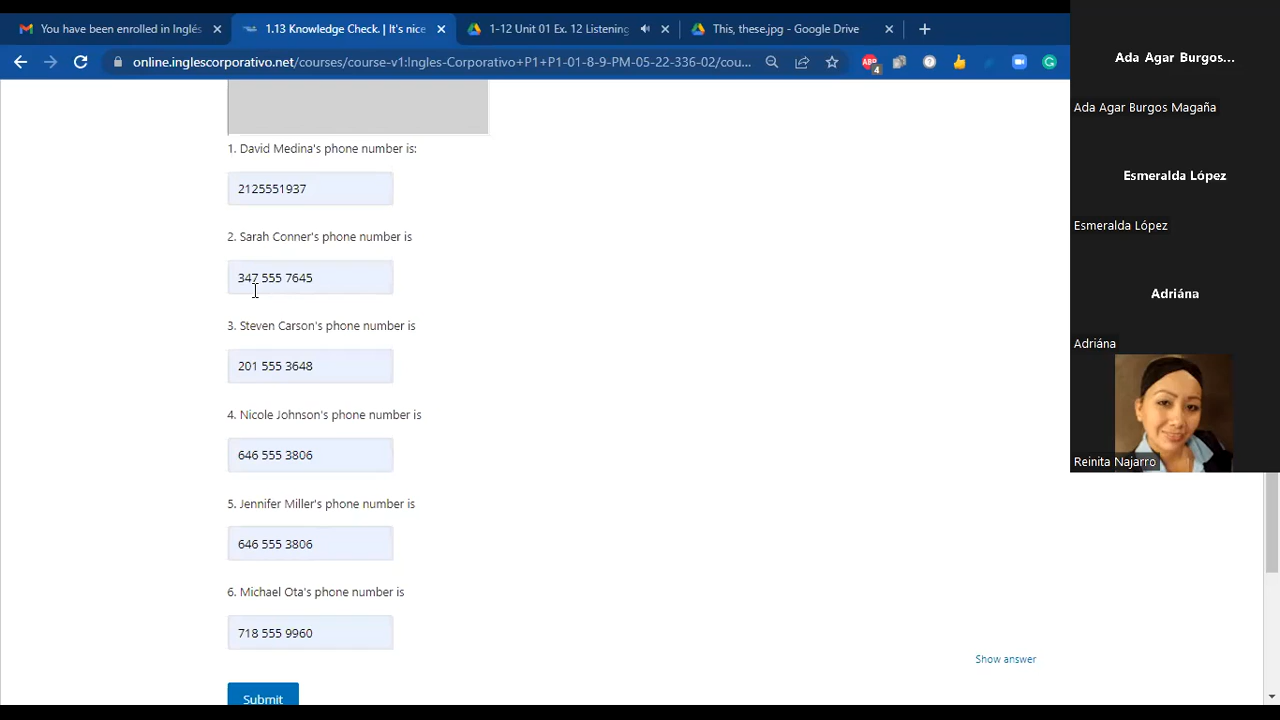 You have been enrolled in Inglés
1.13 Knowledge Check. | It's nice
1-12 Unit 01 Ex. 12 Listening
This, these.jpg - Google Drive
online.inglescorporativo.net/courses/course-v1:Ingles-Corporativo+P1+P1-01-8-9-PM-05-22-336-02/cou...
ABP
4
1. David Medina's phone number is:
2125551937
2. Sarah Conner's phone number is
347 555 7645
3. Steven Carson's phone number is
201 555 3648
4. Nicole Johnson's phone number is
646 555 3806
5. Jennifer Miller's phone number is
646 555 3806
6. Michael Ota's phone number is
718 555 9960
Show answer
Submit
Ada Agar Burgos...
Ada Agar Burgos Magaña
Esmeralda López
Esmeralda López
Adriána
Adriána
Reinita Najarro